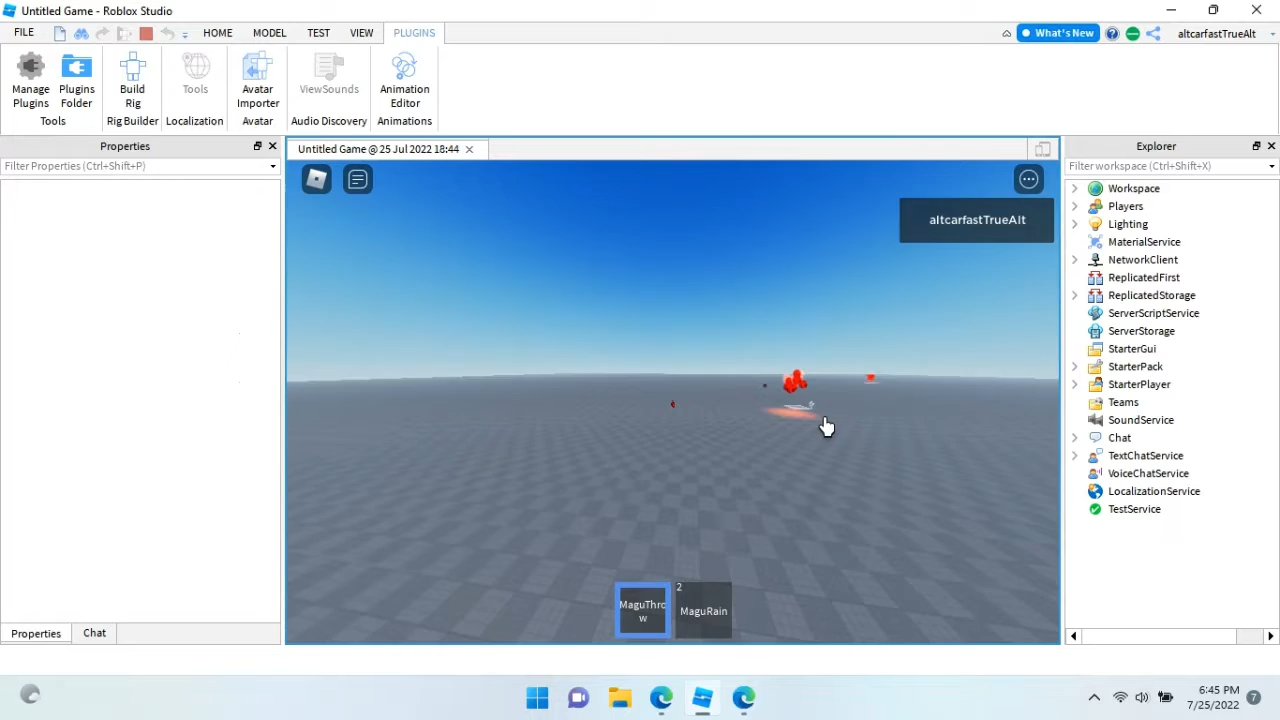 Untitled Game - Roblox Studio
FILE HOME MODEL TEST VIEW PLUGINS What's New altcarfastTrueAlt
Manage Plugins
Plugins Folder
Build Rig
Tools
Avatar Importer
ViewSounds
Animation Editor
Tools Rig Builder Localization Avatar Audio Discovery Animations
Properties
Filter Properties (Ctrl+Shift+P)
Properties Chat
Untitled Game @ 25 Jul 2022 18:44
altcarfastTrueAlt
MaguThro
w
2
MaguRain
Explorer
Filter workspace (Ctrl+Shift+X)
Workspace
Players
Lighting
MaterialService
NetworkClient
ReplicatedFirst
ReplicatedStorage
ServerScriptService
ServerStorage
StarterGui
StarterPack
StarterPlayer
Teams
SoundService
Chat
TextChatService
VoiceChatService
LocalizationService
TestService
6:45 PM
7/25/2022
7